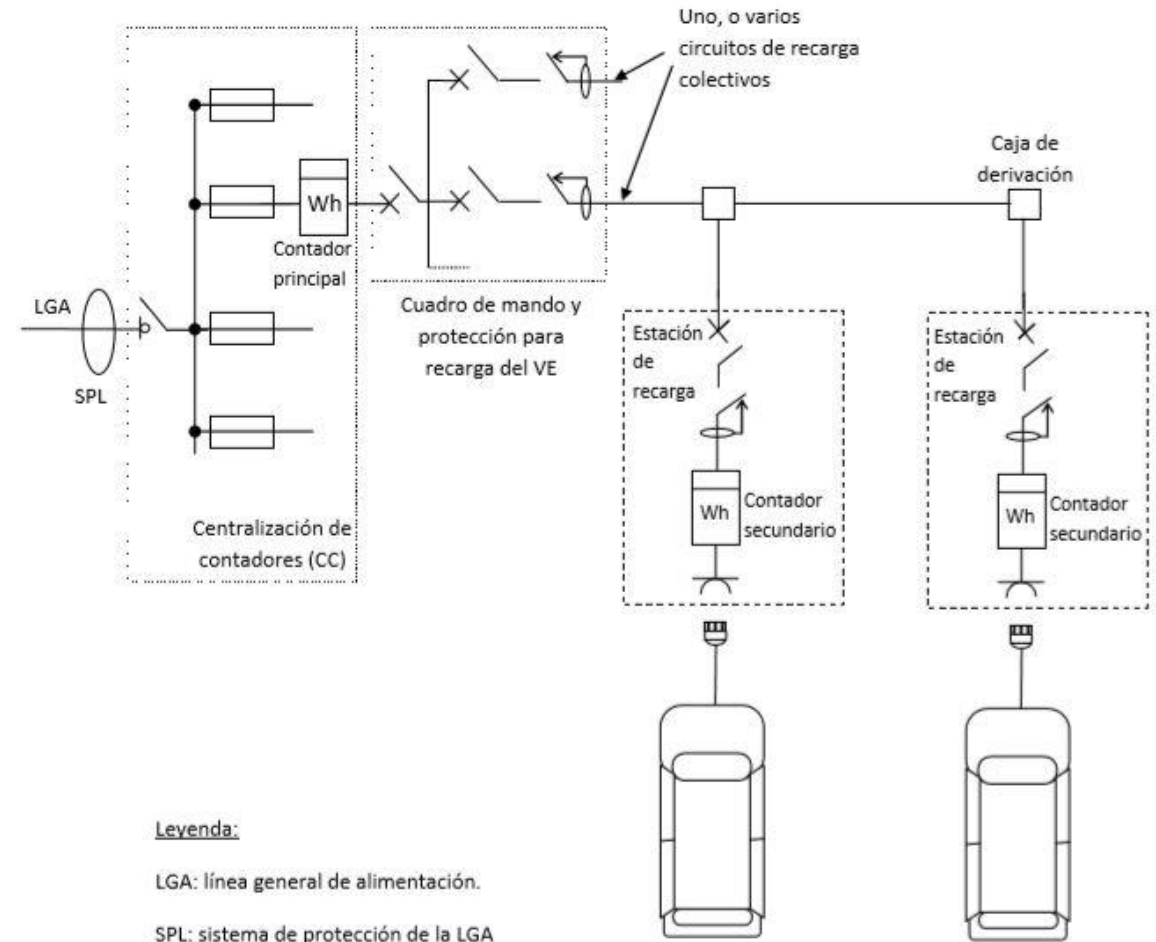 Uno, o varios
circuitos de recarga
colectivos
Caja de
derivación
Wh
Contador
principal
LGA
SPL
Cuadro de mando y
protección para
recarga del VE
Centralización de
contadores (CC)
Estación
de
recarga
Wh
Contador
secundario
Estación
de
recarga
Wh
Contador
secundario
Leyenda:
LGA: línea general de alimentación.
SPL: sistema de protección de la LGA